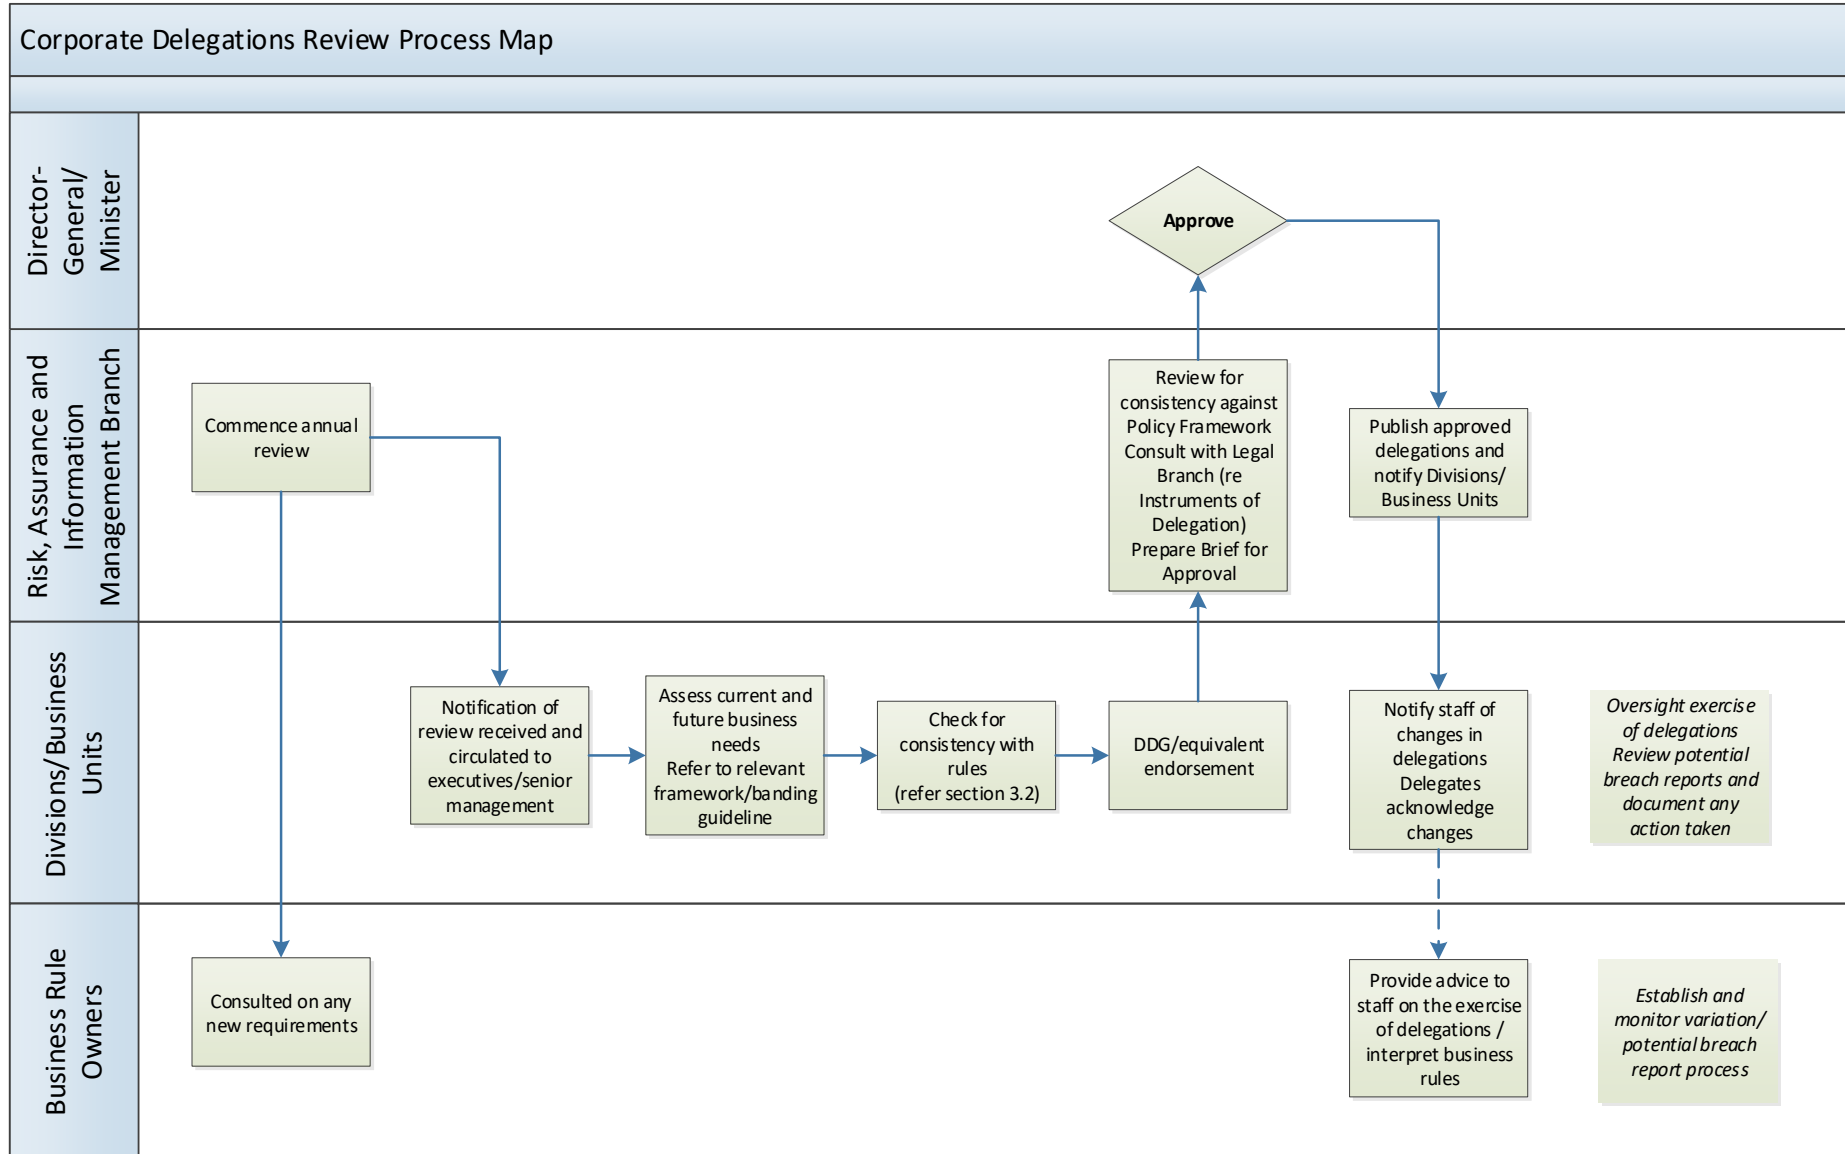 Corporate Delegations Review Process Map
Director-
General/
Minister
Approve
Risk, Assurance and
Information
Management Branch
Commence annual
review
Review for
consistency against
Policy Framework
Consult with Legal
Branch (re
Instruments of
Delegation)
Prepare Brief for
Approval
Publish approved
delegations and
notify Divisions/
Business Units
Divisions/Business
Units
Notification of
review received and
circulated to
executives/senior
management
Assess current and
future business
needs
Refer to relevant
framework/banding
guideline
Check for
consistency with
rules
(refer section 3.2)
DDG/equivalent
endorsement
Notify staff of
changes in
delegations
Delegates
acknowledge
changes
Oversight exercise
of delegations
Review potential
breach reports and
document any
action taken
Business Rule
Owners
Consulted on any
new requirements
Provide advice to
staff on the exercise
of delegations /
interpret business
rules
Establish and
monitor variation/
potential breach
report process